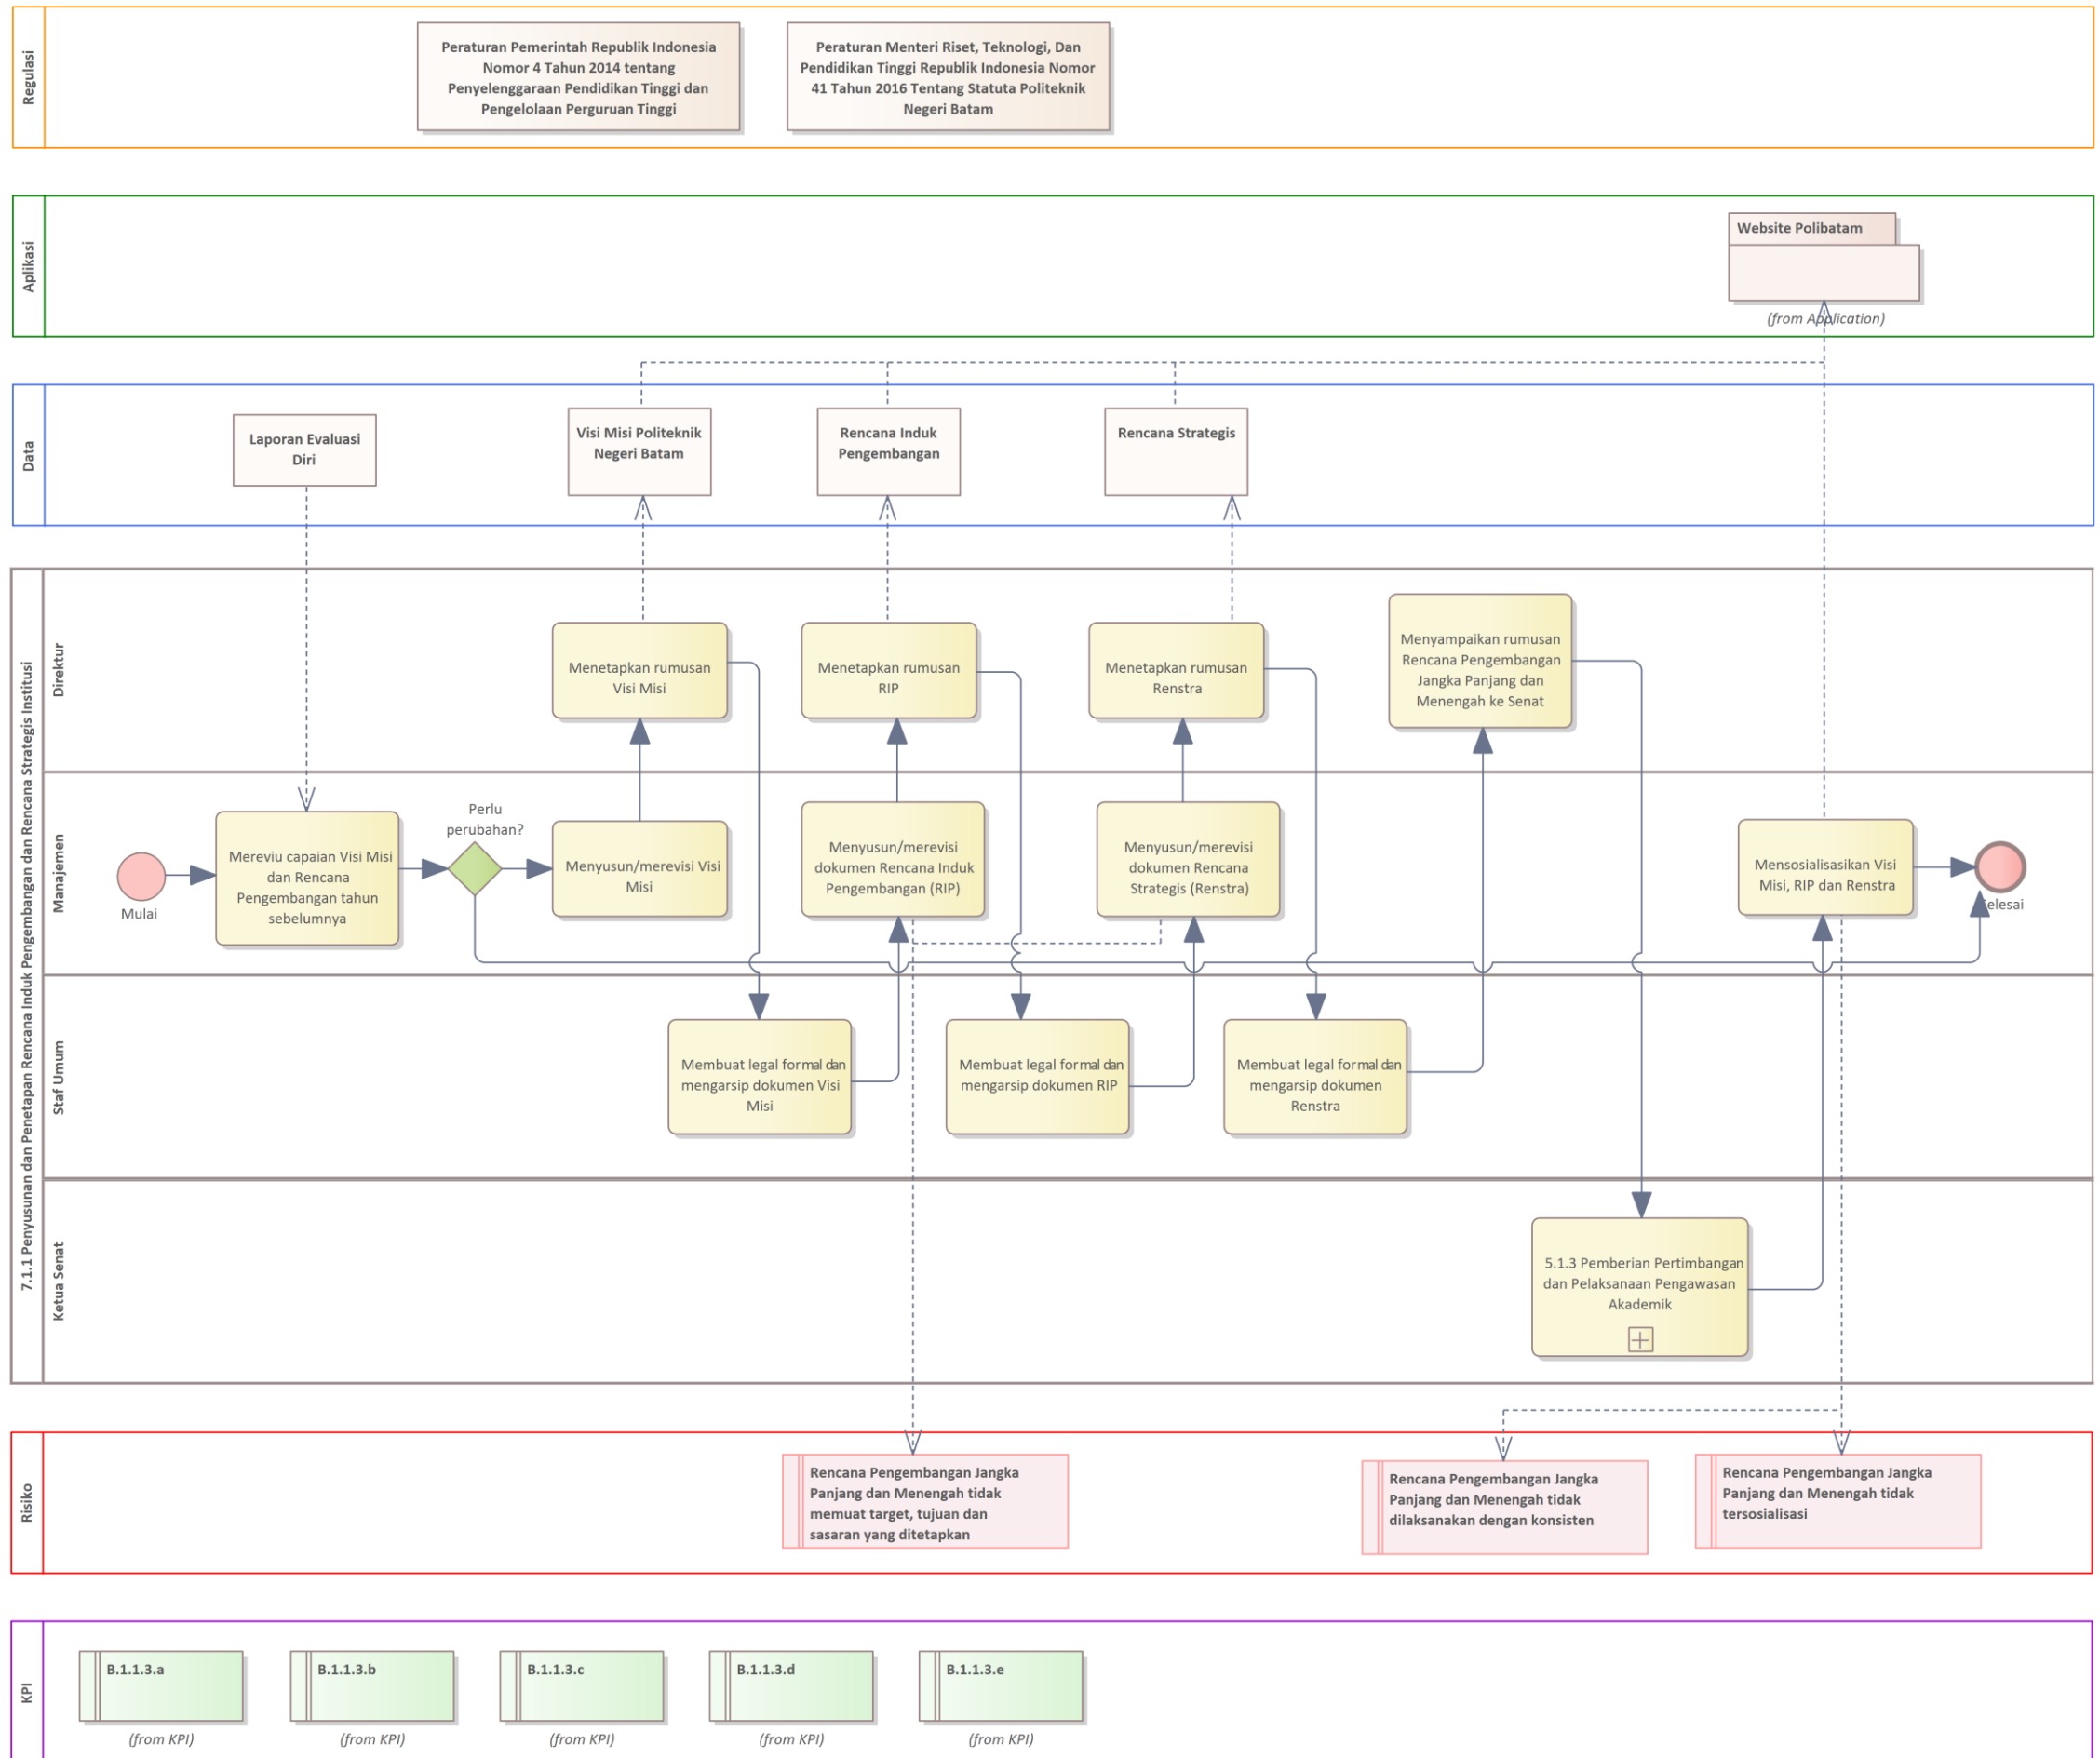 Regulasi
Peraturan Pemerintah Republik Indonesia
Nomor 4 Tahun 2014 tentang
Penyelenggaraan Pendidikan Tinggi dan
Pengelolaan Perguruan Tinggi
Peraturan Menteri Riset, Teknologi, Dan
Pendidikan Tinggi Republik Indonesia Nomor
41 Tahun 2016 Tentang Statuta Politeknik
Negeri Batam
Aplikasi
Website Polibatam
(from Application)
Data
Laporan Evaluasi
Diri
Visi Misi Politeknik
Negeri Batam
Rencana Induk
Pengembangan
Rencana Strategis
7.1.1 Penyusunan dan Penetapan Rencana Induk Pengembangan dan Rencana Strategis Institusi
Direktur
Menetapkan rumusan
Visi Misi
Menetapkan rumusan
RIP
Menetapkan rumusan
Renstra
Menyampaikan rumusan
Rencana Pengembangan
Jangka Panjang dan
Menengah ke Senat
Manajemen
Mulai
Mereviu capaian Visi Misi
dan Rencana
Pengembangan tahun
sebelumnya
Perlu
perubahan?
Menyusun/merevisi Visi
Misi
Menyusun/merevisi
dokumen Rencana Induk
Pengembangan (RIP)
Menyusun/merevisi
dokumen Rencana
Strategis (Renstra)
Mensosialisasikan Visi
Misi, RIP dan Renstra
Selesai
Staf Umum
Membuat legal formal dan
mengarsip dokumen Visi
Misi
Membuat legal formal dan
mengarsip dokumen RIP
Membuat legal formal dan
mengarsip dokumen
Renstra
Ketua Senat
5.1.3 Pemberian Pertimbangan
dan Pelaksanaan Pengawasan
Akademik
Risiko
Rencana Pengembangan Jangka
Panjang dan Menengah tidak
memuat target, tujuan dan
sasaran yang ditetapkan
Rencana Pengembangan Jangka
Panjang dan Menengah tidak
dilaksanakan dengan konsisten
Rencana Pengembangan Jangka
Panjang dan Menengah tidak
tersosialisasi
KPI
B.1.1.3.a
(from KPI)
B.1.1.3.b
(from KPI)
B.1.1.3.c
(from KPI)
B.1.1.3.d
(from KPI)
B.1.1.3.e
(from KPI)